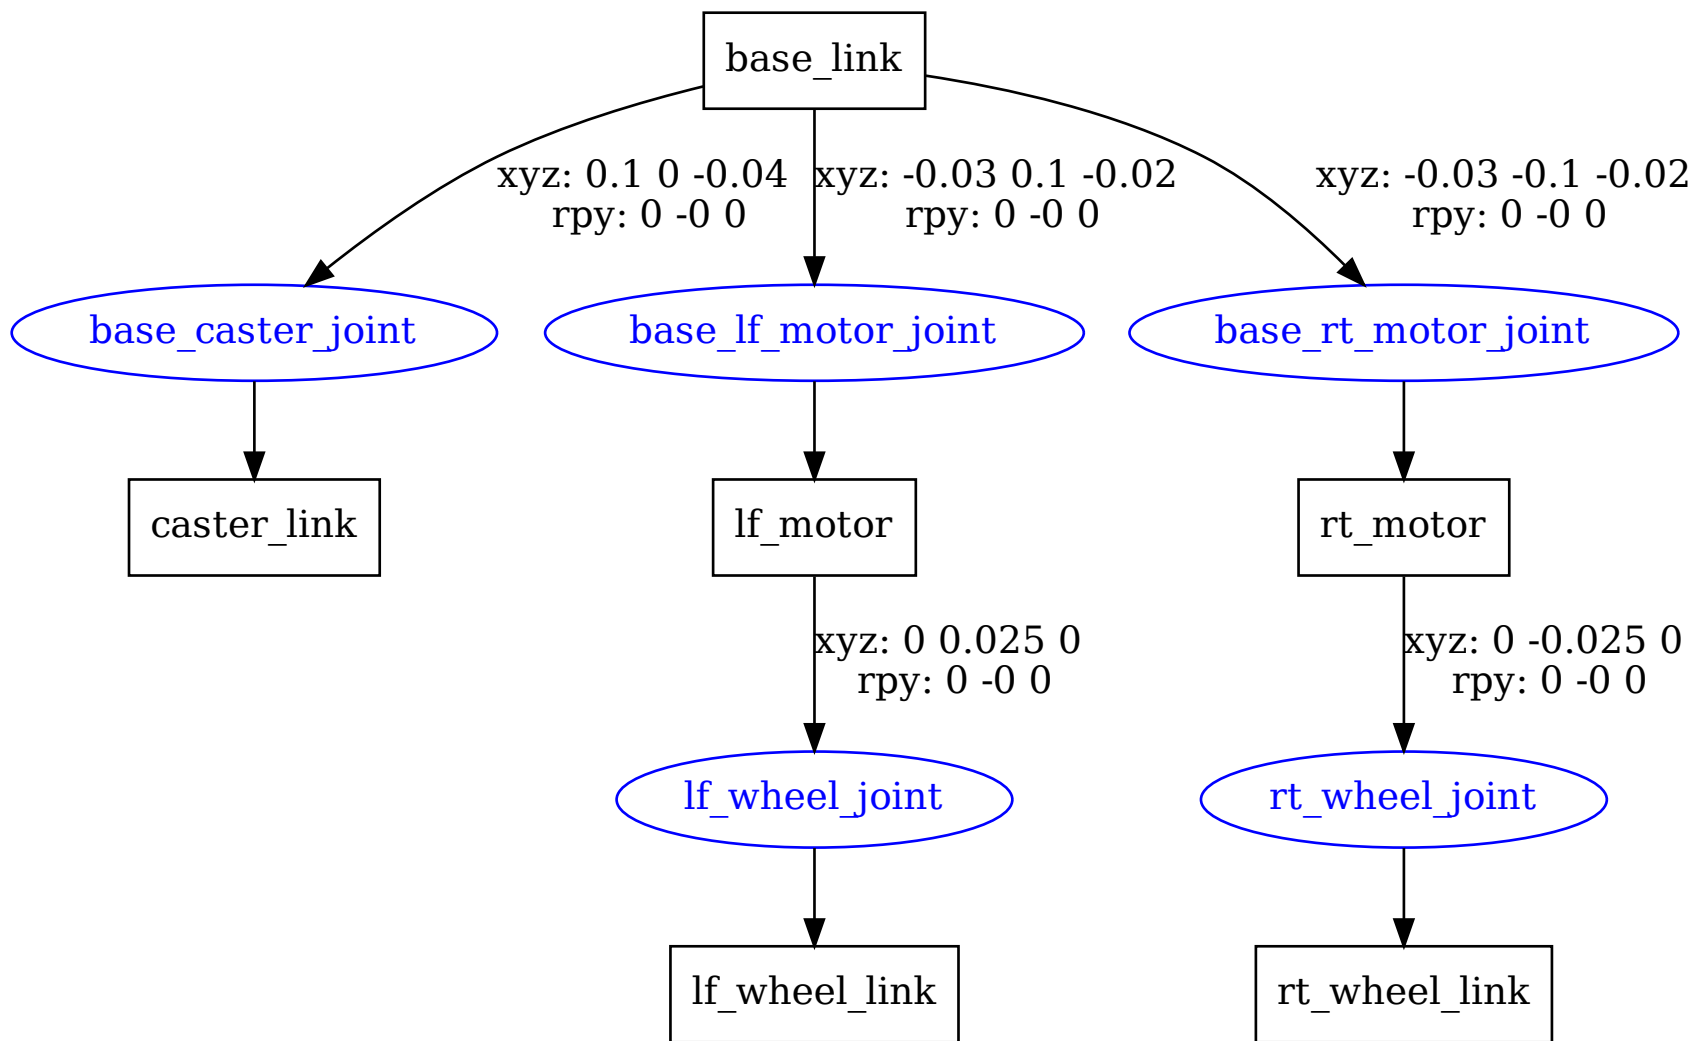 base_link
xyz: 0.1 0 -0.04
rpy: 0 -0 0
xyz: -0.03 0.1 -0.02
rpy: 0 -0 0
xyz: -0.03 -0.1 -0.02
rpy: 0 -0 0
base_caster_joint
base_lf_motor_joint
base_rt_motor_joint
caster_link
lf_motor
rt_motor
xyz: 0 0.025 0
rpy: 0 -0 0
xyz: 0 -0.025 0
rpy: 0 -0 0
lf_wheel_joint
rt_wheel_joint
lf_wheel_link
rt_wheel_link